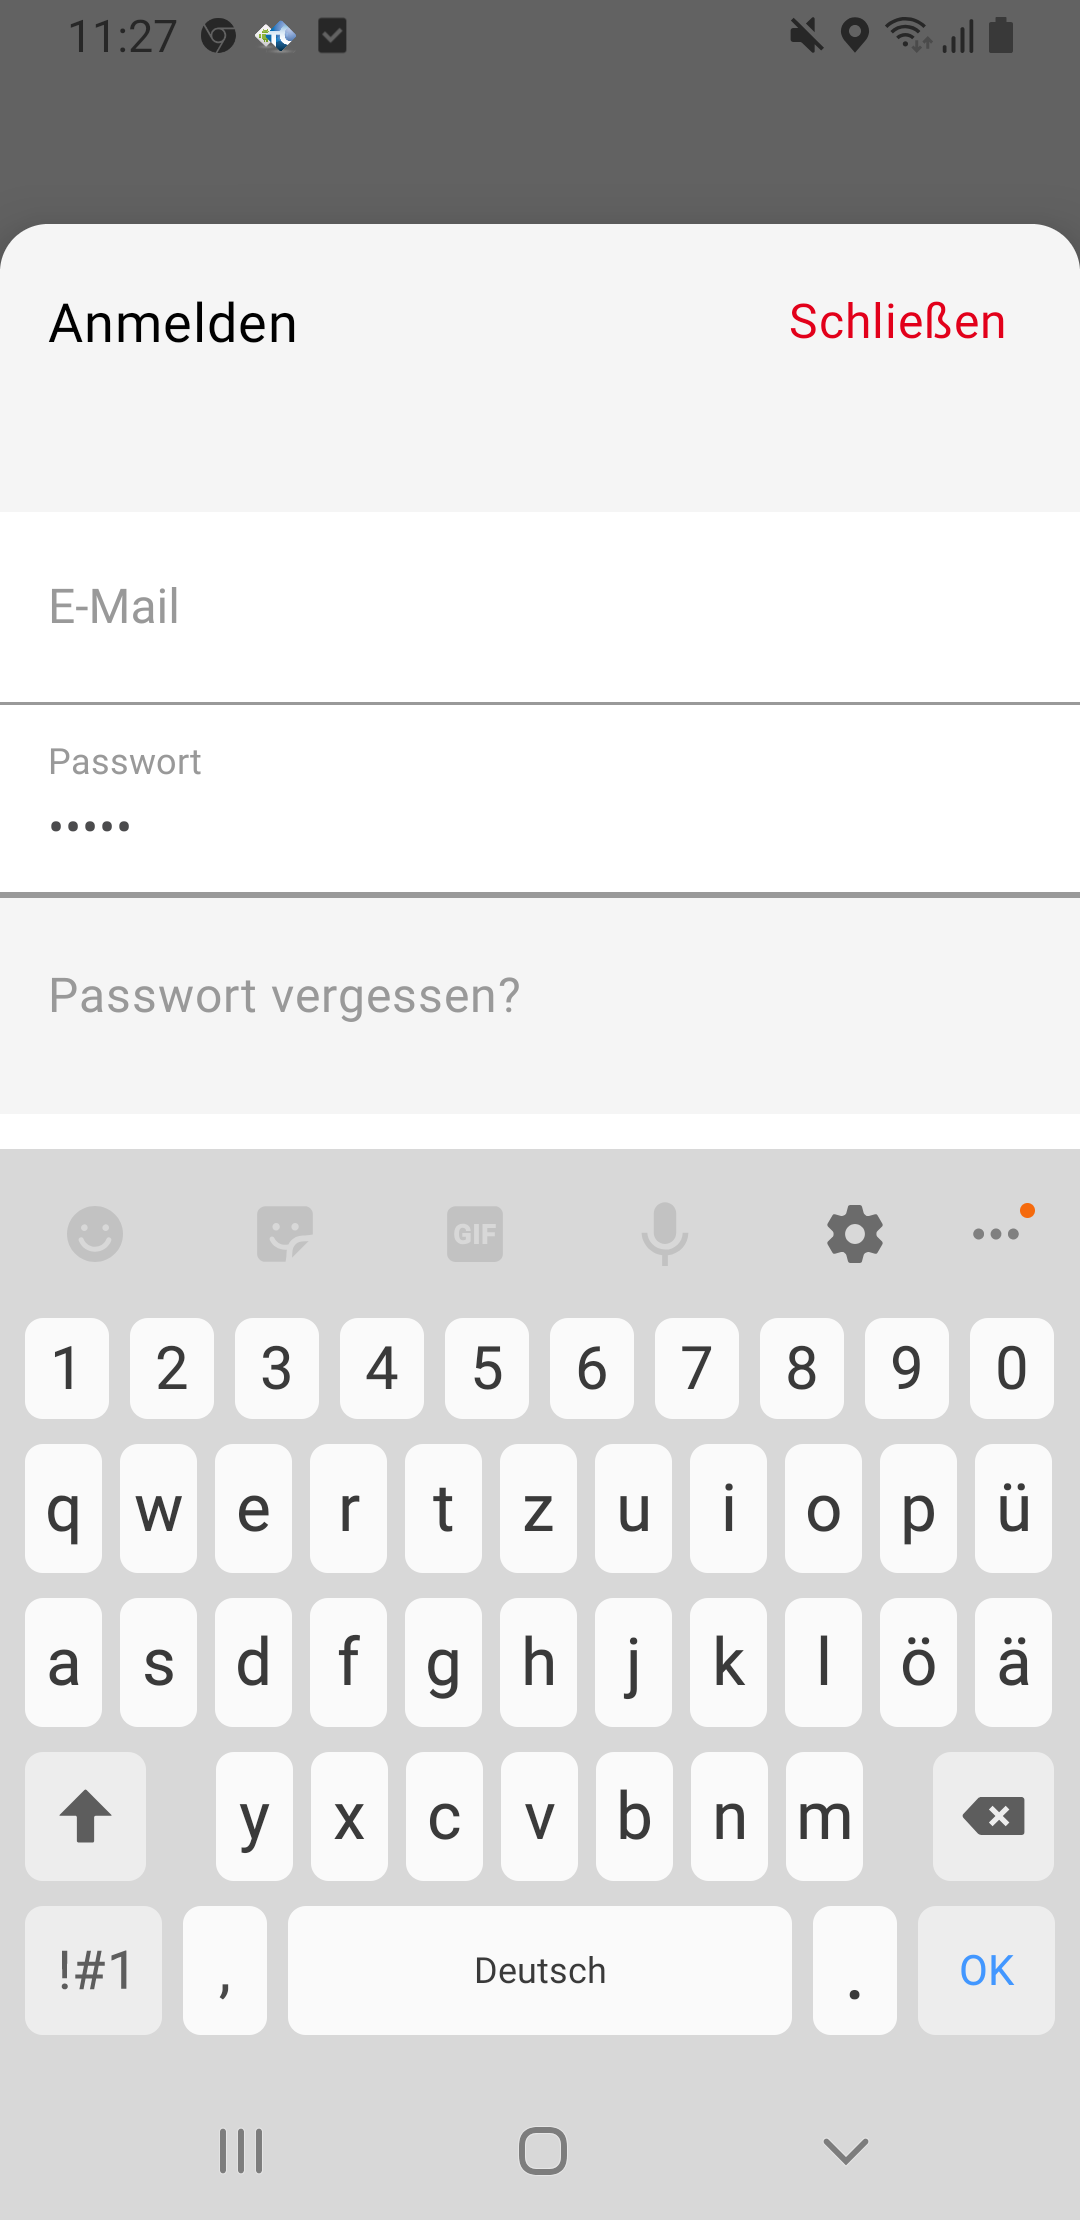 11:27
Anmelden
Schließen
E-Mail
Passwort
•••••
Passwort vergessen?
GIF
1 2 3 4 5 6 7 8 9 0
q w e r t z u i o p ü
a s d f g h j k l ö ä
y x c v b n m
!#1 , Deutsch . OK